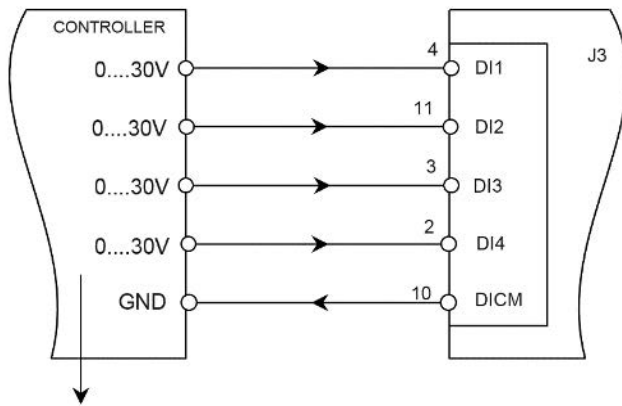 CONTROLLER
J3
0....30V 4 DI1
0....30V 11 DI2
0....30V 3 DI3
0....30V 2 DI4
GND 10 DICM